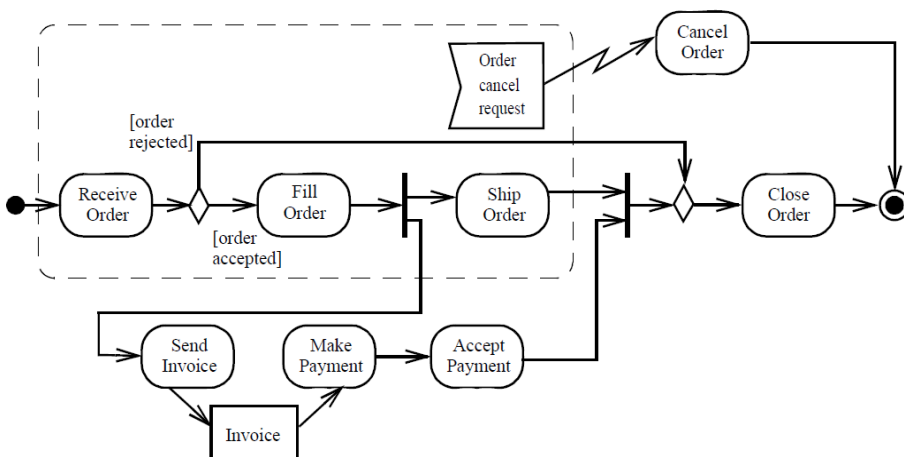 Cancel
Order
Order
cancel
request
[order
rejected]
Receive
Order
Fill
Order
Ship
Order
Close
Order
[order
accepted]
Send
Invoice
Make
Payment
Accept
Payment
Invoice